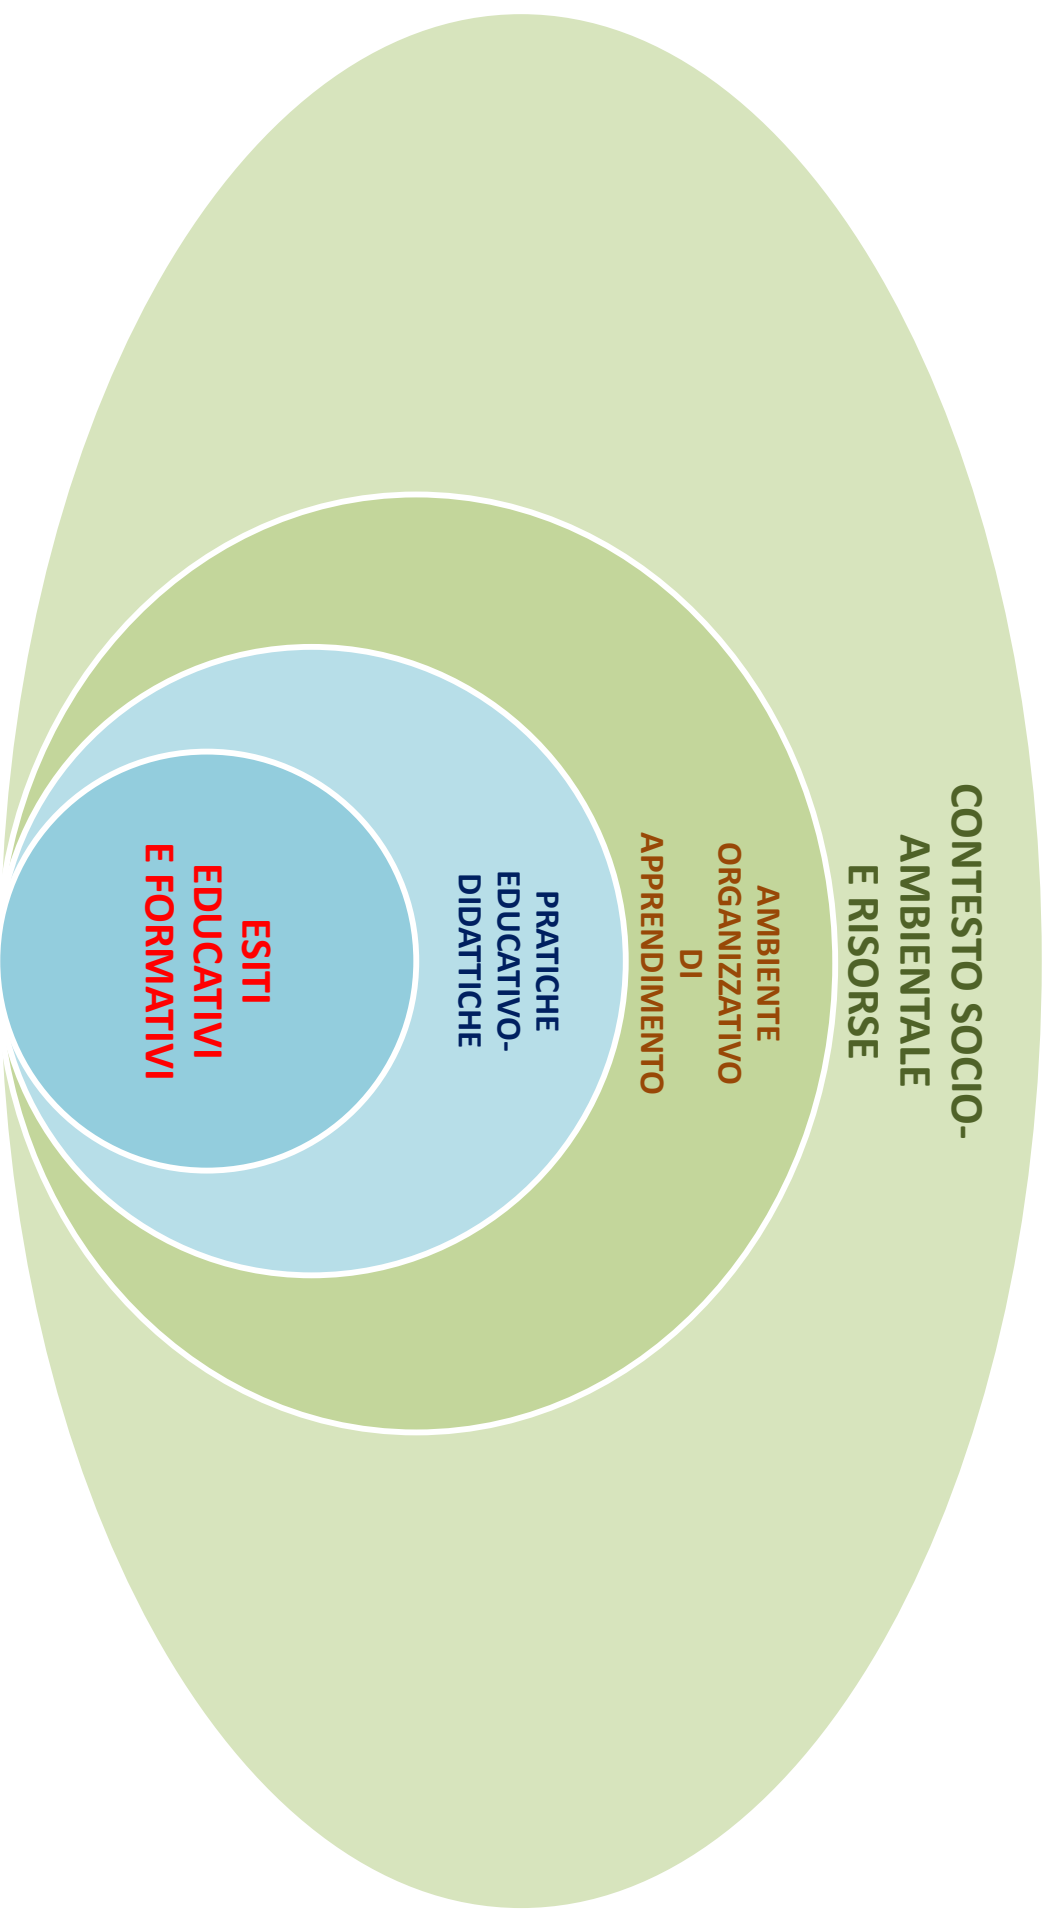 CONTESTO SOCIO-
AMBIENTALE
E RISORSE
AMBIENTE
ORGANIZZATIVO
DI
APPRENDIMENTO
PRATICHE
EDUCATIVO-
DIDATTICHE
ESITI
EDUCATIVI
E FORMATIVI